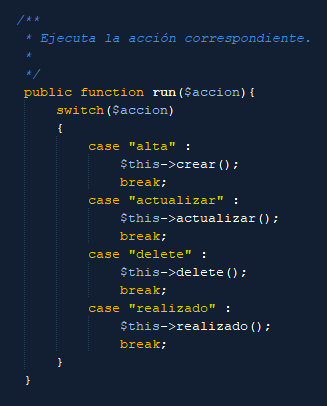 /**
 * Ejecuta la acción correspondiente.
 *
 */
public function run($accion){
    switch($accion)
    {
        case "alta" :
            $this->crear();
            break;
        case "actualizar" :
            $this->actualizar();
            break;
        case "delete" :
            $this->delete();
            break;
        case "realizado" :
            $this->realizado();
            break;
    }
}